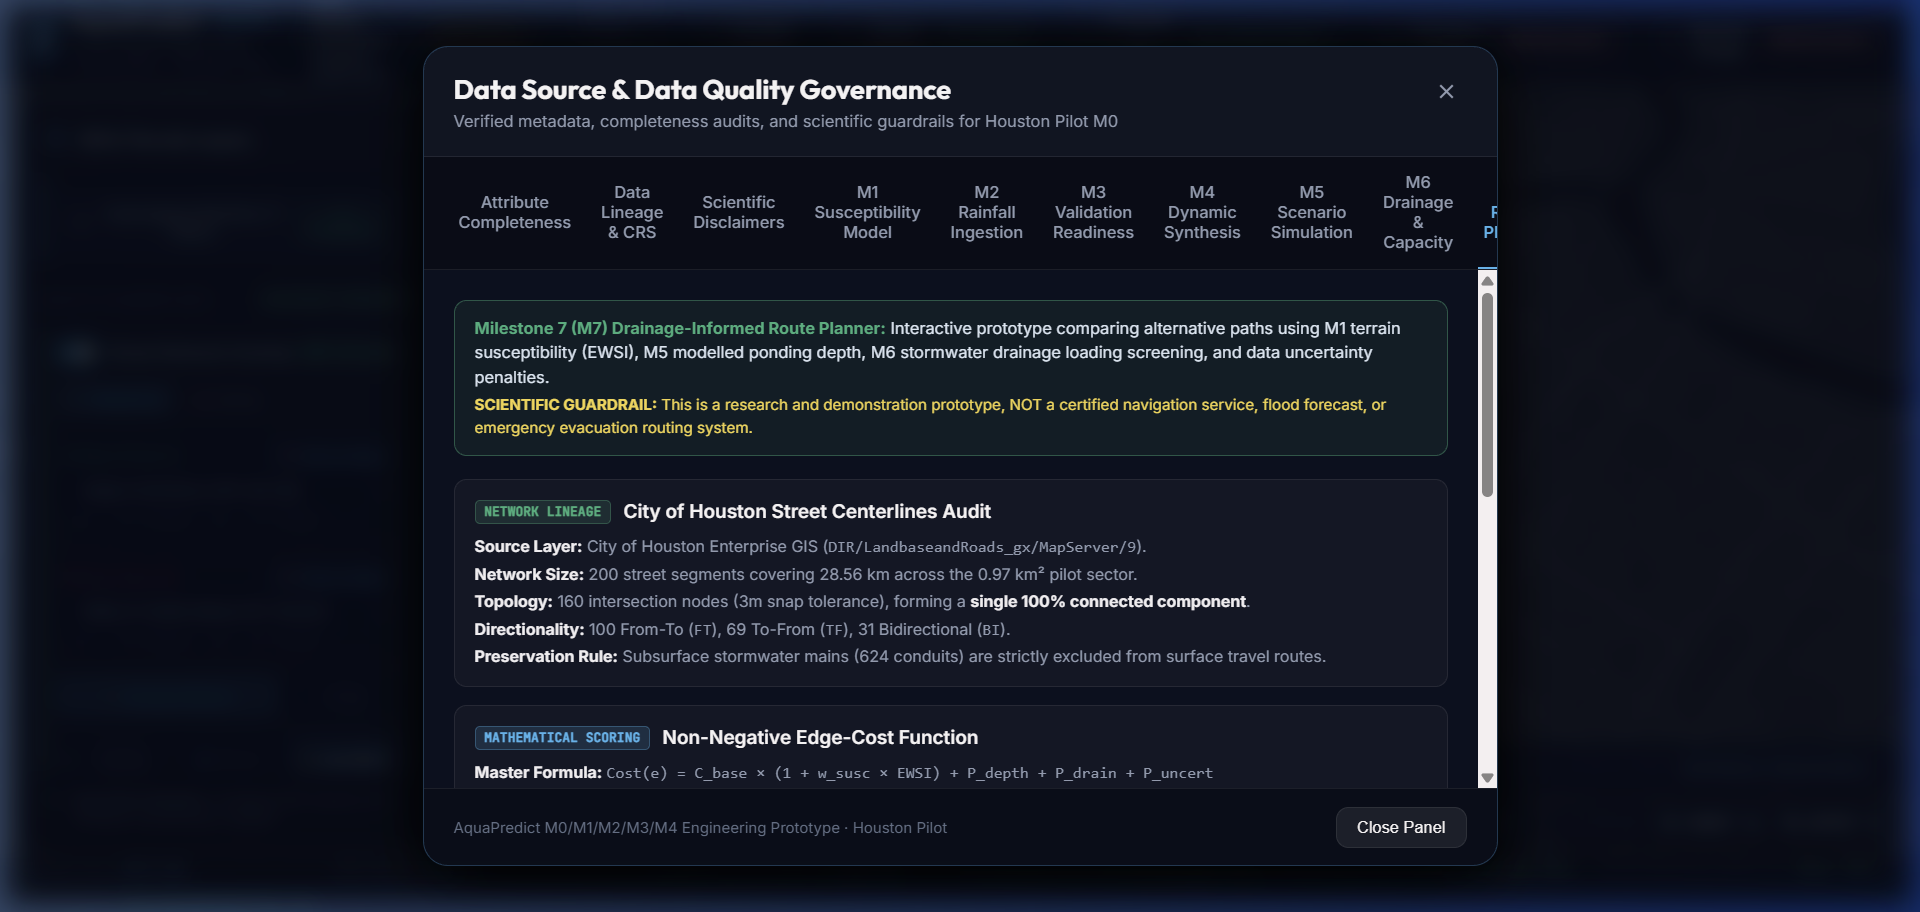 Data Source & Data Quality Governance
Verified metadata, completeness audits, and scientific guardrails for Houston Pilot M0
Attribute
Completeness
Data
Lineage
& CRS
Scientific
Disclaimers
M1
Susceptibility
Model
M2
Rainfall
Ingestion
M3
Validation
Readiness
M4
Dynamic
Synthesis
M5
Scenario
Simulation
M6
Drainage
&
Capacity
Milestone 7 (M7) Drainage-Informed Route Planner: Interactive prototype comparing alternative paths using M1 terrain
susceptibility (EWSI), M5 modelled ponding depth, M6 stormwater drainage loading screening, and data uncertainty
penalties.
SCIENTIFIC GUARDRAIL: This is a research and demonstration prototype, NOT a certified navigation service, flood forecast, or
emergency evacuation routing system.
NETWORK LINEAGE City of Houston Street Centerlines Audit
Source Layer: City of Houston Enterprise GIS (DIR/LandbaseandRoads_gx/MapServer/9).
Network Size: 200 street segments covering 28.56 km across the 0.97 km² pilot sector.
Topology: 160 intersection nodes (3m snap tolerance), forming a single 100% connected component.
Directionality: 100 From-To (FT), 69 To-From (TF), 31 Bidirectional (BI).
Preservation Rule: Subsurface stormwater mains (624 conduits) are strictly excluded from surface travel routes.
MATHEMATICAL SCORING Non-Negative Edge-Cost Function
Master Formula: Cost(e) = C_base × (1 + w_susc × EWSI) + P_depth + P_drain + P_uncert
AquaPredict M0/M1/M2/M3/M4 Engineering Prototype · Houston Pilot
Close Panel